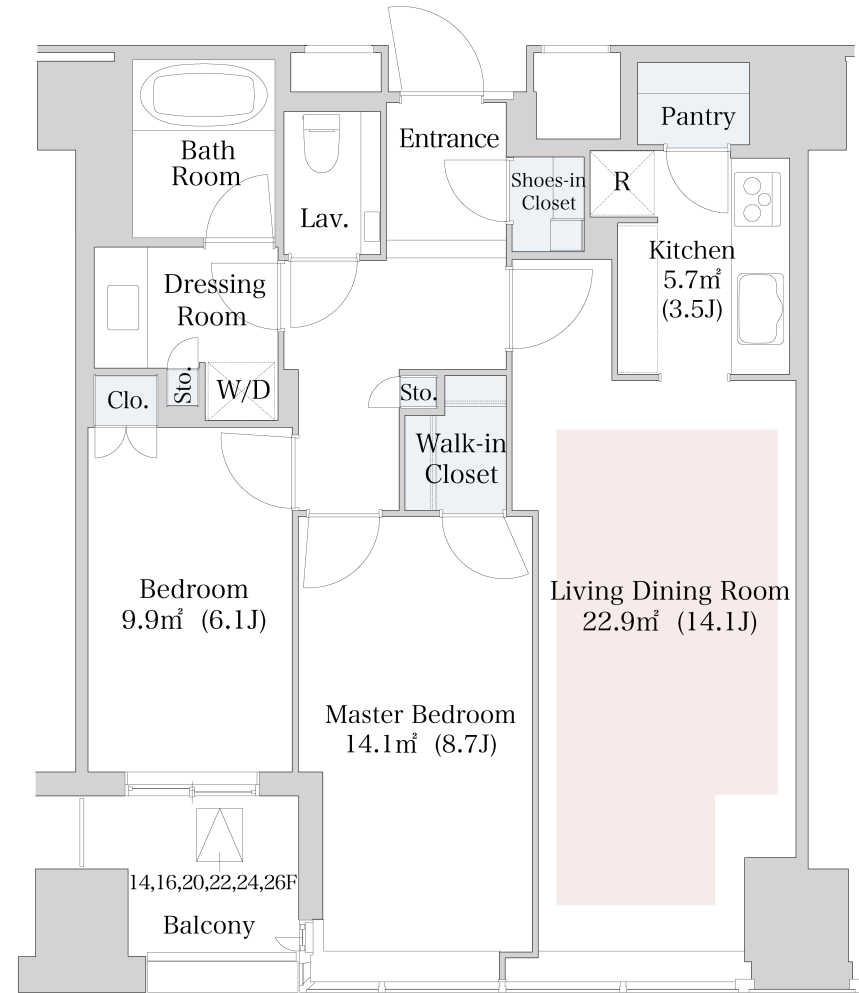 Bath
Room
Lav.
Entrance
Shoes-in
Closet
R
Pantry
Kitchen
5.7㎡
(3.5J)
Dressing
Room
Clo.
Sto.
W/D
Sto.
Walk-in
Closet
Bedroom
9.9㎡ (6.1J)
Living Dining Room
22.9㎡ (14.1J)
Master Bedroom
14.1㎡ (8.7J)
14,16,20,22,24,26F
Balcony